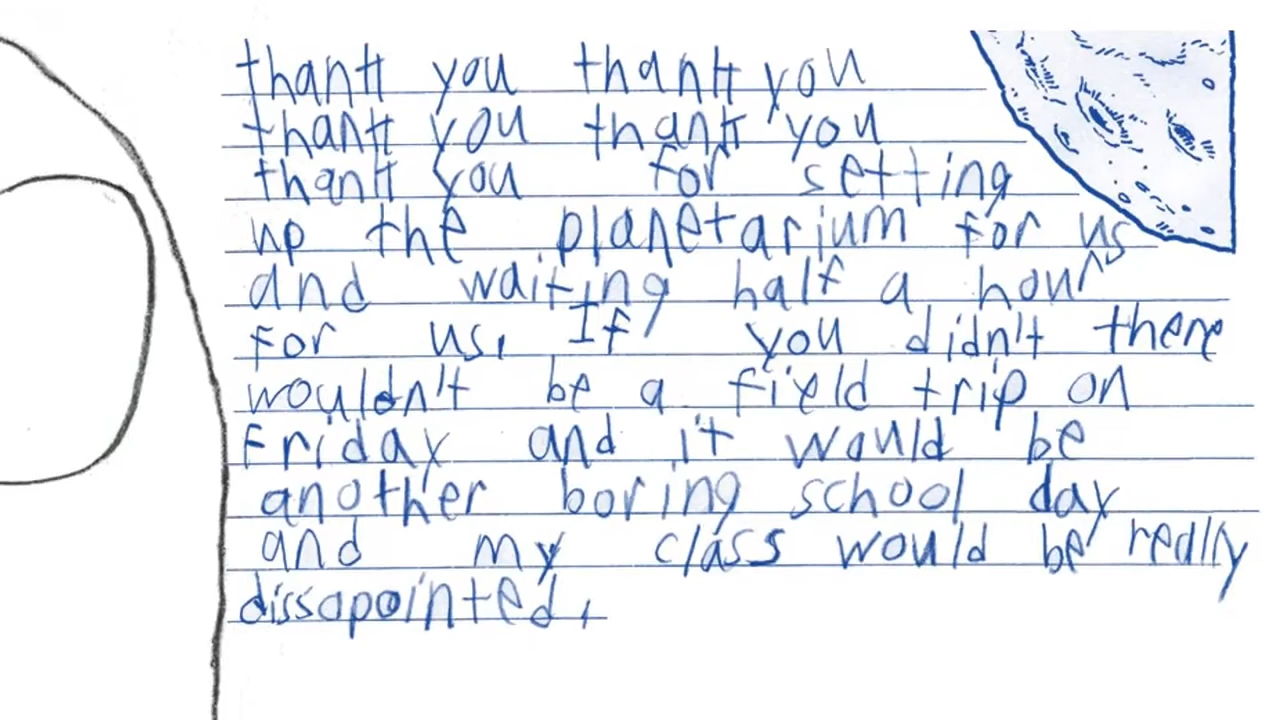 thank you thank you
thank you thank you
thank you for setting
up the planetarium for us
and waiting half a hour
for us, If you didn't there
wouldn't be a field trip on
Friday and it would be
another boring school day
and my class would be really
dissapointed,